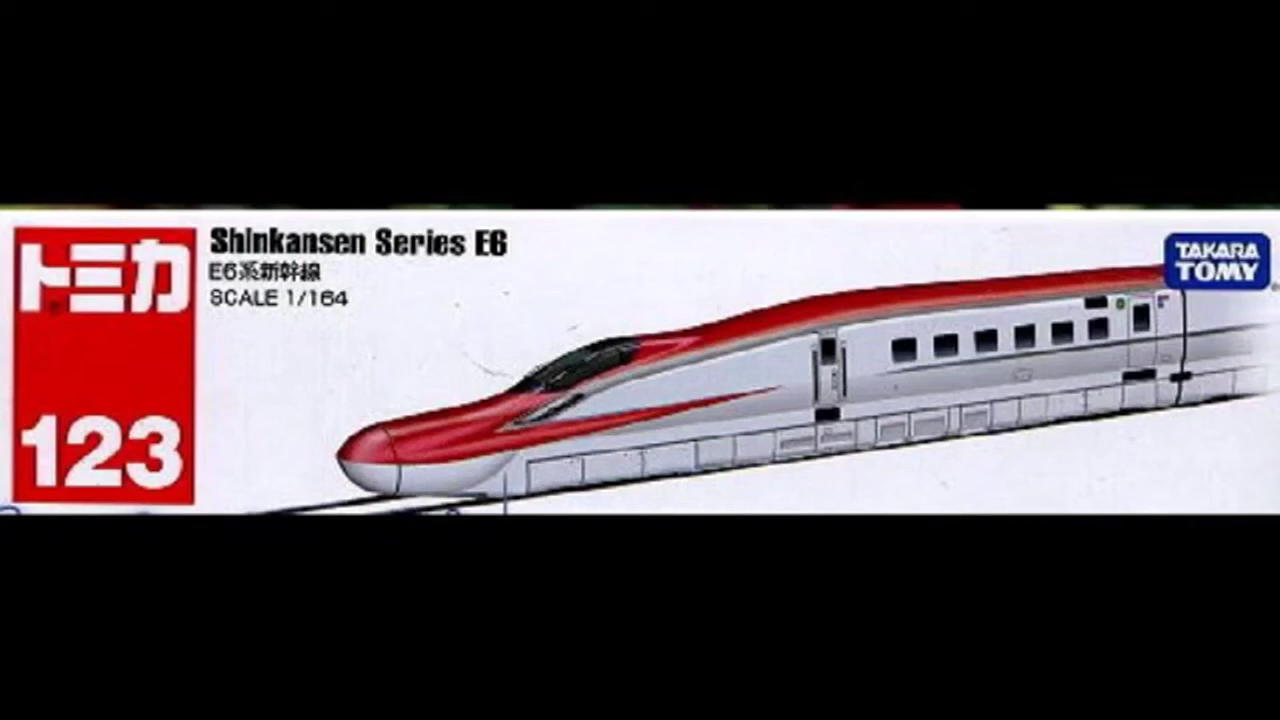 トミカ
123
Shinkansen Series E6
E6系新幹線
SCALE 1/164
TAKARA
TOMY